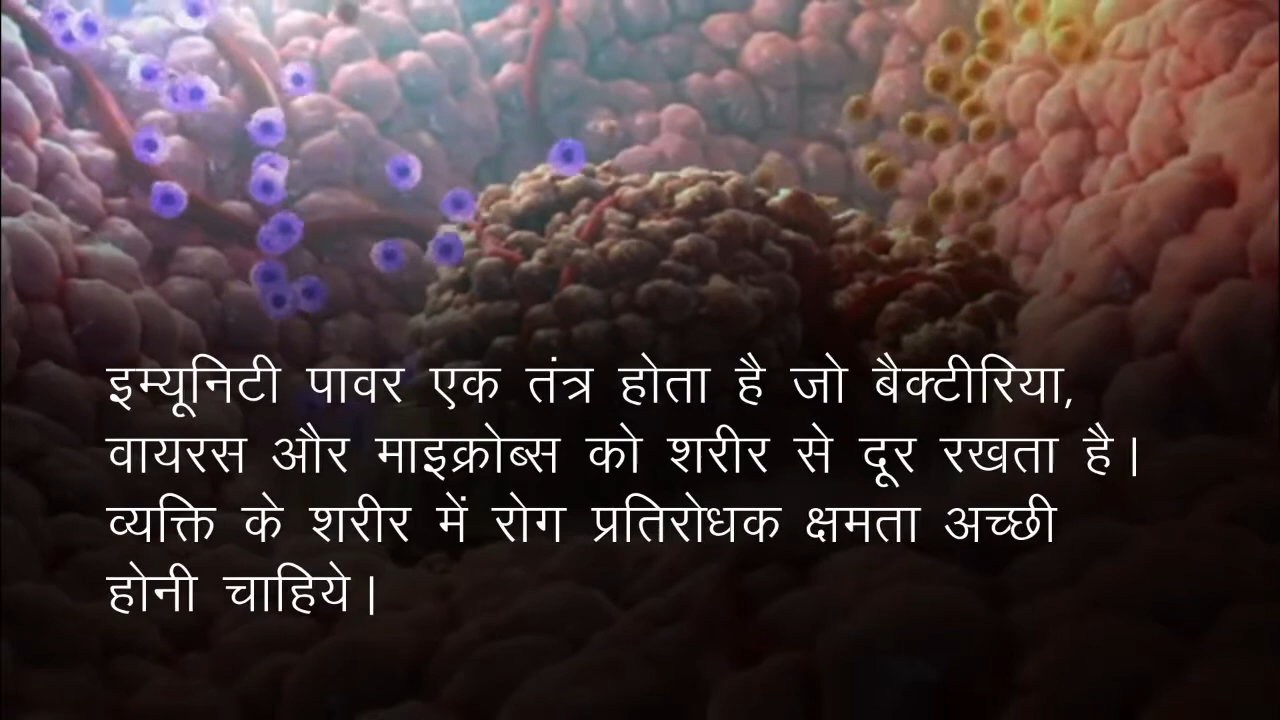 इम्यूनिटी पावर एक तंत्र होता है जो बैक्टीरिया,
वायरस और माइक्रोब्स को शरीर से दूर रखता है।
व्यक्ति के शरीर में रोग प्रतिरोधक क्षमता अच्छी
होनी चाहिये।